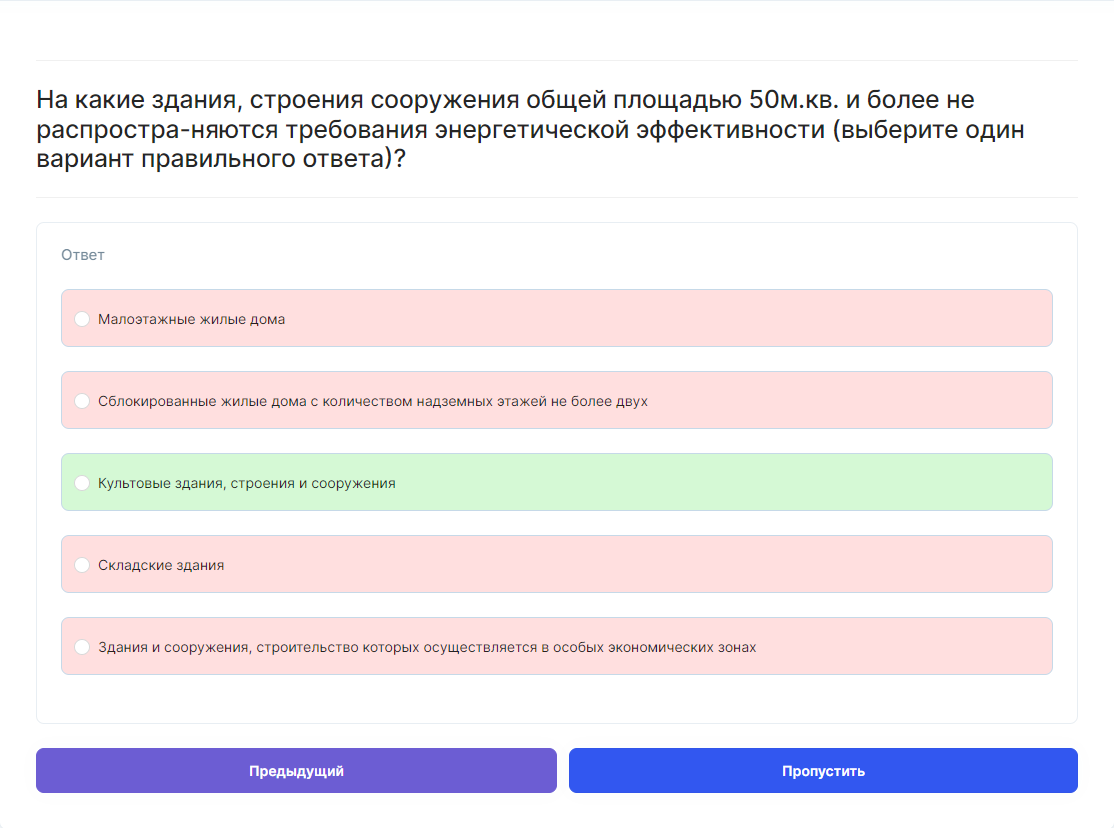 На какие здания, строения сооружения общей площадью 50м.кв. и более не
распростра-няются требования энергетической эффективности (выберите один
вариант правильного ответа)?
Ответ
Малоэтажные жилые дома
Сблокированные жилые дома с количеством надземных этажей не более двух
Культовые здания, строения и сооружения
Складские здания
Здания и сооружения, строительство которых осуществляется в особых экономических зонах
Предыдущий
Пропустить